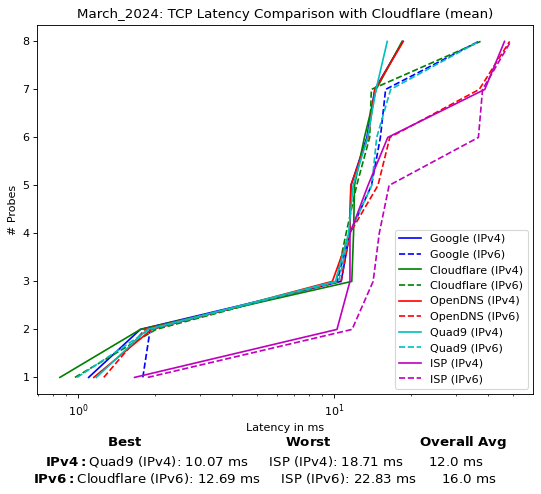 March_2024: TCP Latency Comparison with Cloudflare (mean)
8
7
6
5
4
3
2
1
# Probes
Google (IPv4)
Google (IPv6)
Cloudflare (IPv4)
Cloudflare (IPv6)
OpenDNS (IPv4)
OpenDNS (IPv6)
Quad9 (IPv4)
Quad9 (IPv6)
ISP (IPv4)
ISP (IPv6)
10⁰ 10¹
Latency in ms
Best Worst Overall Avg
IPv4: Quad9 (IPv4): 10.07 ms ISP (IPv4): 18.71 ms 12.0 ms
IPv6: Cloudflare (IPv6): 12.69 ms ISP (IPv6): 22.83 ms 16.0 ms